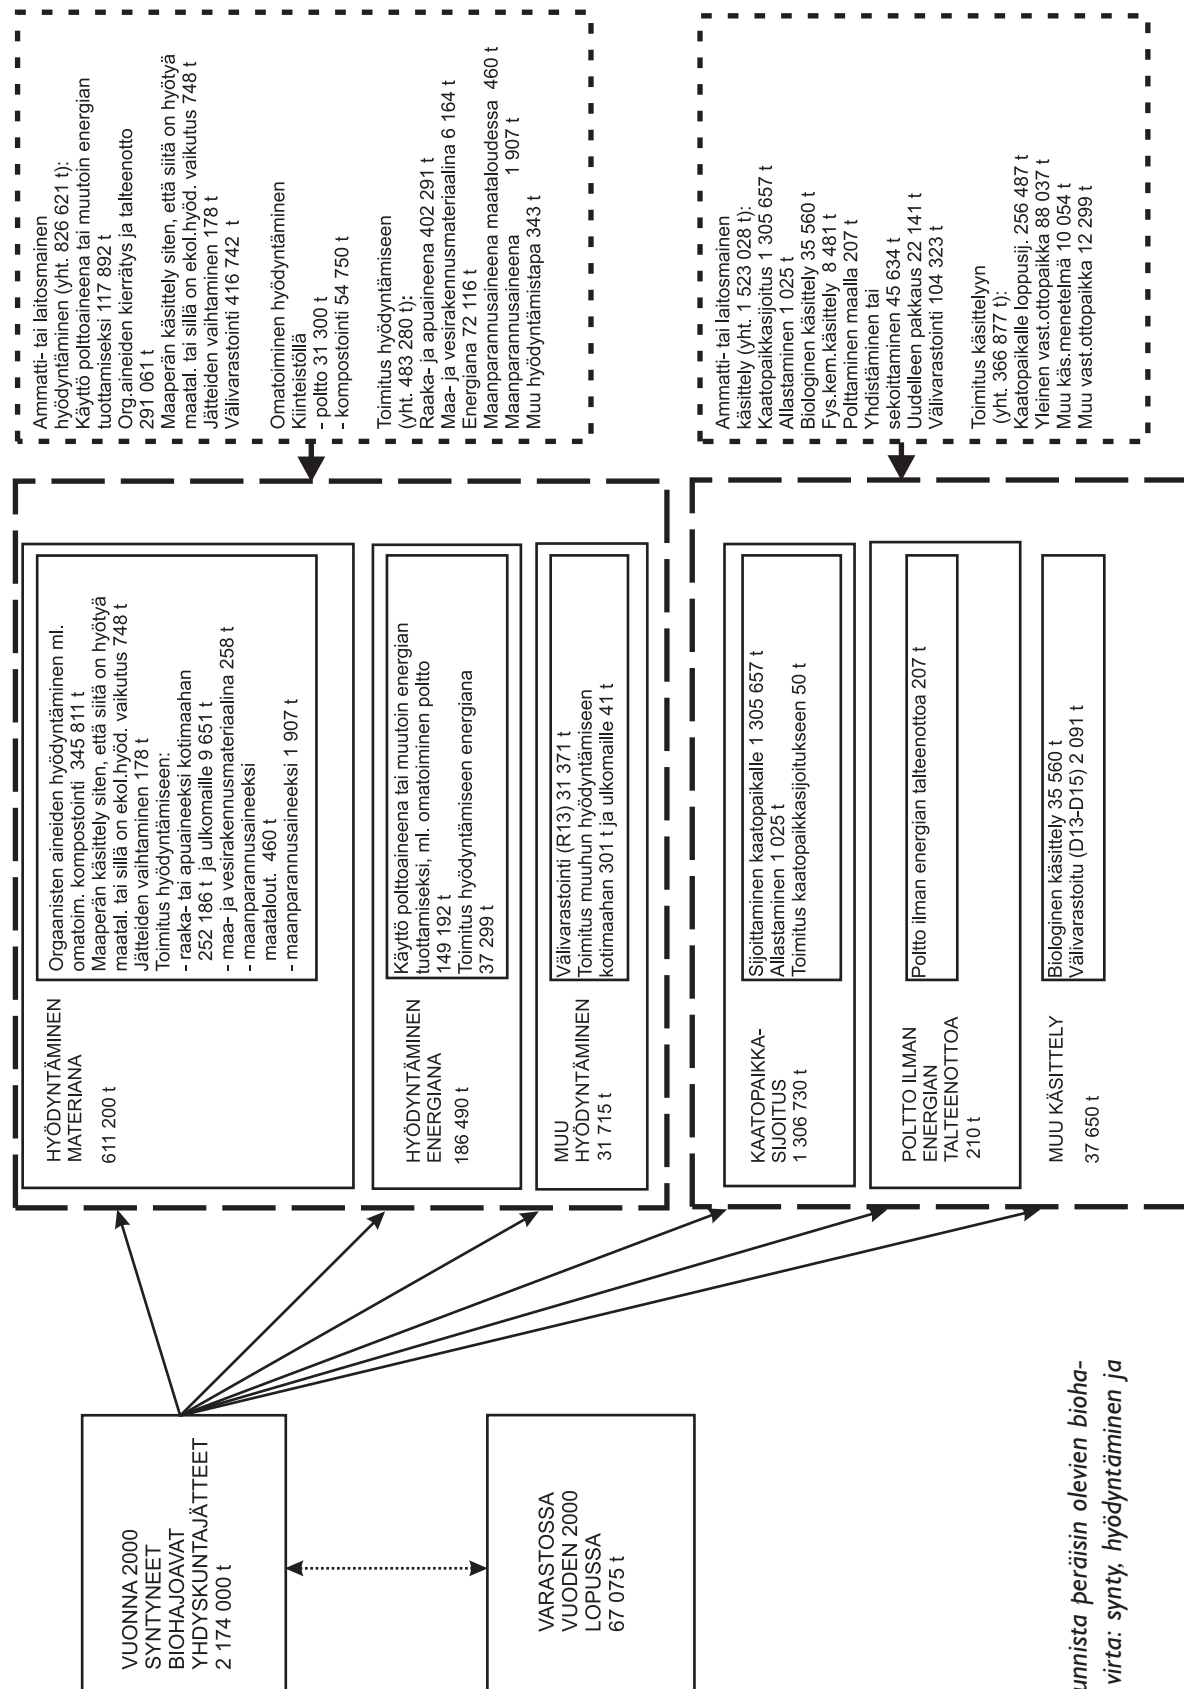 VUONNA 2000
SYNTYNEET
BIOHAJOAVAT
YHDYSKUNTAJÄTTEET
2 174 000 t
VARASTOSSA
VUODEN 2000
LOPUSSA
67 075 t
HYÖDYNTÄMINEN
MATERIANA
611 200 t
Orgaanisten aineiden hyödyntäminen ml.
omatoim. kompostointi 345 811 t
Maaperän käsittely siten, että siitä on hyötyä
maatal. tai sillä on ekol.hyöd. vaikutus 748 t
Jätteiden vaihtaminen 178 t
Toimitus hyödyntämiseen:
- raaka- tai apuaineeksi kotimaahan
252 186 t ja ulkomaille 9 651 t
- maa- ja vesirakennusmateriaalina 258 t
- maanparannusaineeksi
maatalout. 460 t
- maanparannusaineeksi 1 907 t
HYÖDYNTÄMINEN
ENERGIANA
186 490 t
Käyttö polttoaineena tai muutoin energian
tuottamiseksi, ml. omatoiminen poltto
149 192 t
Toimitus hyödyntämiseen energiana
37 299 t
MUU
HYÖDYNTÄMINEN
31 715 t
Välivarastointi (R13) 31 371 t
Toimitus muuhun hyödyntämiseen
kotimaahan 301 t ja ulkomaille 41 t
KAATOPAIKKA-
SIJOITUS
1 306 730 t
Sijoittaminen kaatopaikalle 1 305 657 t
Allastaminen 1 025 t
Toimitus kaatopaikkasijoitukseen 50 t
POLTTO ILMAN
ENERGIAN
TALTEENOTTOA
210 t
Poltto ilman energian talteenottoa 207 t
MUU KÄSITTELY
37 650 t
Biologinen käsittely 35 560 t
Välivarastoitu (D13-D15) 2 091 t
Ammatti- tai laitosmainen
hyödyntäminen (yht. 826 621 t):
Käyttö polttoaineena tai muutoin energian
tuottamiseksi 117 892 t
Org.aineiden kierrätys ja talteenotto
291 061 t
Maaperän käsittely siten, että siitä on hyötyä
maatal. tai sillä on ekol.hyöd. vaikutus 748 t
Jätteiden vaihtaminen 178 t
Välivarastointi 416 742 t
Omatoiminen hyödyntäminen
Kiinteistöllä
- poltto 31 300 t
- kompostointi 54 750 t
Toimitus hyödyntämiseen
(yht. 483 280 t):
Raaka- ja apuaineena 402 291 t
Maa- ja vesirakennusmateriaalina 6 164 t
Energiana 72 116 t
Maanparannusaineena maataloudessa 460 t
Maanparannusaineena 1 907 t
Muu hyödyntämistapa 343 t
Ammatti- tai laitosmainen
käsittely (yht. 1 523 028 t):
Kaatopaikkasijoitus 1 305 657 t
Allastaminen 1 025 t
Biologinen käsittely 35 560 t
Fys.kem.käsittely 8 481 t
Polttaminen maalla 207 t
Yhdistäminen tai
sekoittaminen 45 634 t
Uudelleen pakkaus 22 141 t
Välivarastointi 104 323 t
Toimitus käsittelyyn
(yht. 366 877 t):
Kaatopaikalle loppusij. 256 487 t
Yleinen vast.ottopaikka 88 037 t
Muu käs.menetelmä 10 054 t
Muu vast.ottopaikka 12 299 t
unnista peräisin olevien bioha-
virta: synty, hyödyntäminen ja